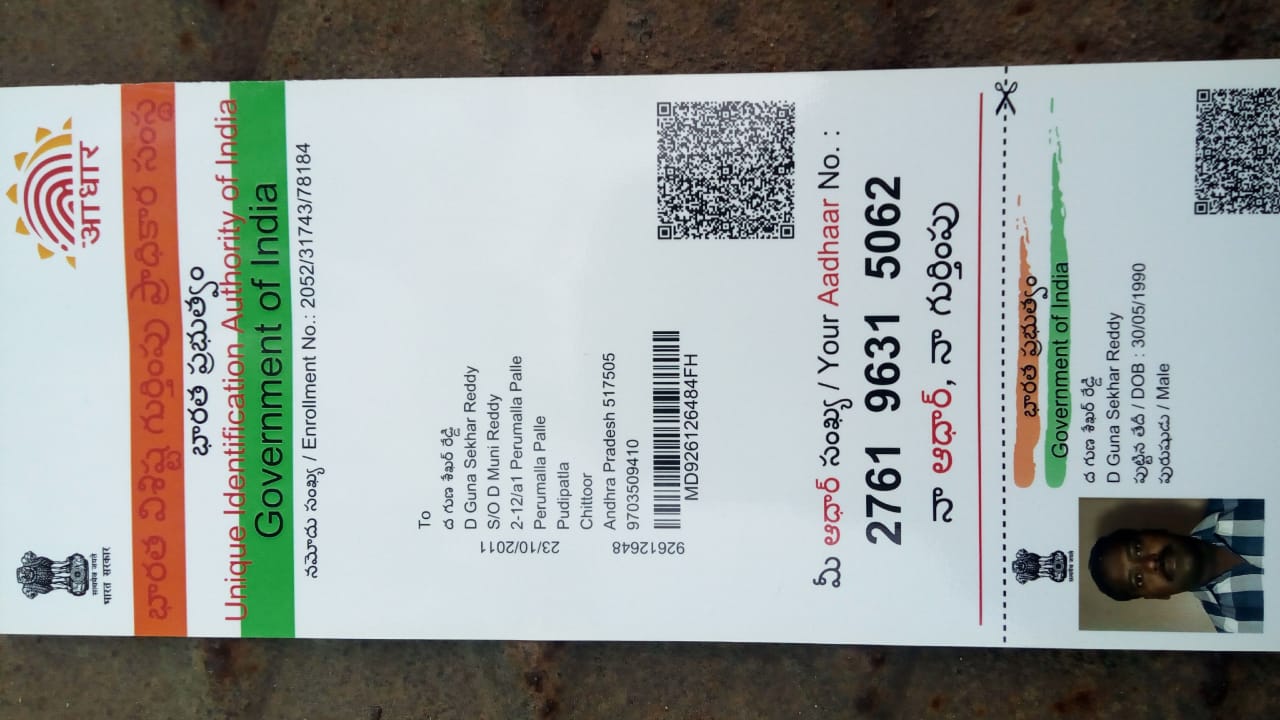 आधार
सत्यमेव जयते
भारत सरकार
భారత విశిష్ట గుర్తింపు ప్రాధికార సంస్థ
భారత ప్రభుత్వం
Unique Identification Authority of India
Government of India
నమోదు సంఖ్య / Enrollment No.: 2052/31743/78184
To
ద గుణ శేఖర్ రెడ్డి
D Guna Sekhar Reddy
S/O D Muni Reddy
2-12/a1 Perumalla Palle
Perumalla Palle
Pudipatla
Chittoor
Andhra Pradesh 517505
9703509410
23/10/2011
92612648
MD926126484FH
మీ ఆధార్ సంఖ్య / Your Aadhaar No. :
2761 9631 5062
నా ఆధార్, నా గుర్తింపు
सत्यमेव जयते
భారత ప్రభుత్వం
Government of India
ద గుణ శేఖర్ రెడ్డి
D Guna Sekhar Reddy
పుట్టిన తేదీ / DOB : 30/05/1990
పురుషుడు / Male